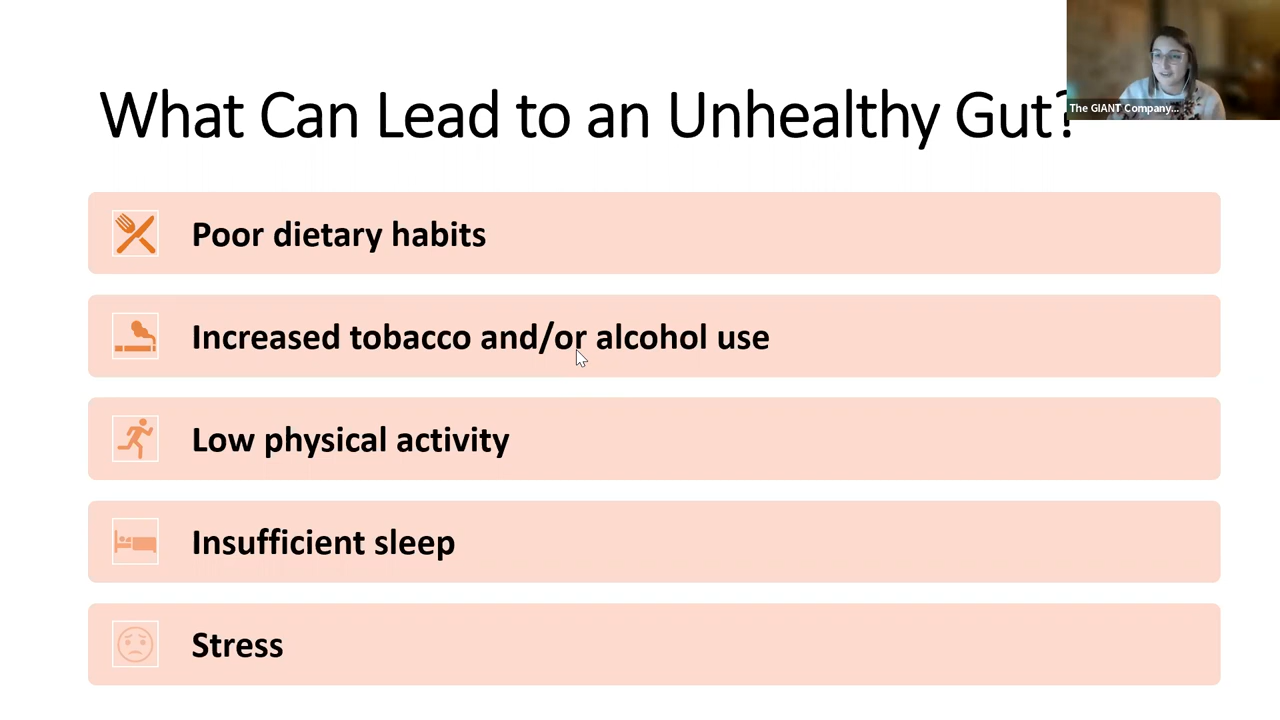 What Can Lead to an Unhealthy Gut?
The GIANT Company...
Poor dietary habits
Increased tobacco and/or alcohol use
Low physical activity
Insufficient sleep
Stress